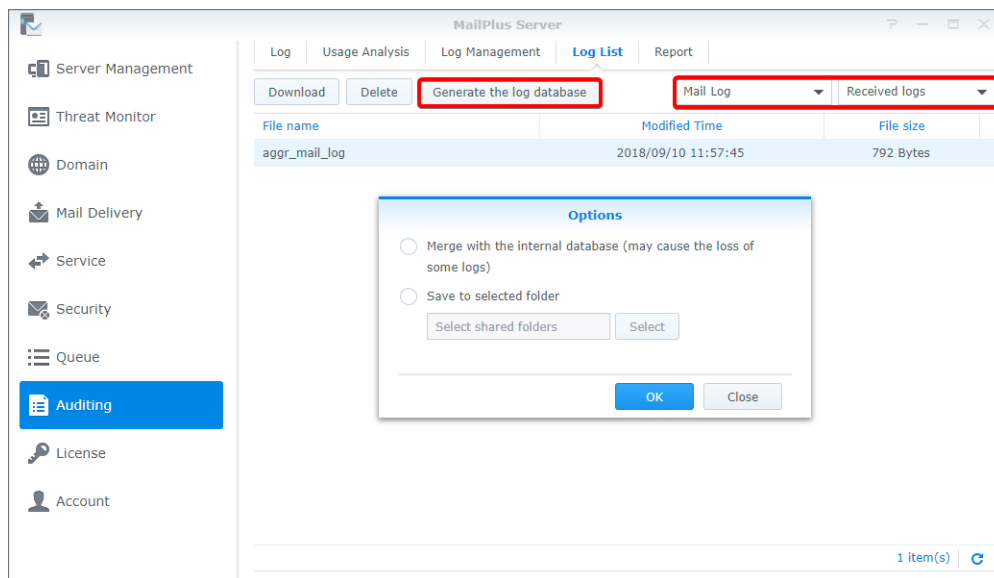 MailPlus Server
Server Management
Threat Monitor
Domain
Mail Delivery
Service
Security
Queue
Auditing
License
Account
Log Usage Analysis Log Management Log List Report
Download Delete Generate the log database Mail Log Received logs
File name Modified Time File size
aggr_mail_log 2018/09/10 11:57:45 792 Bytes
Options
Merge with the internal database (may cause the loss of
some logs)
Save to selected folder
Select shared folders Select
OK Close
1 item(s)